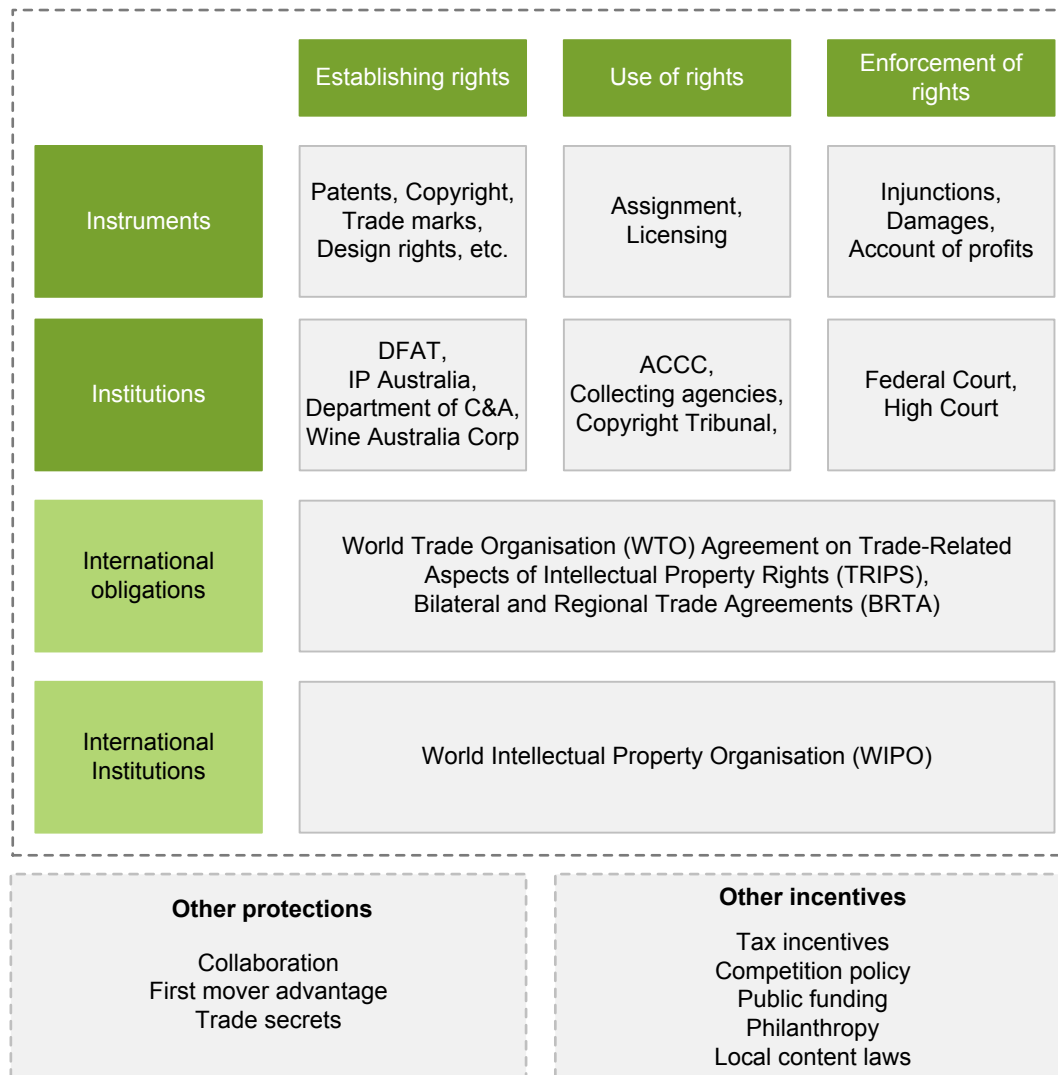 Establishing rights
Use of rights
Enforcement of
rights
Instruments
Patents, Copyright,
Trade marks,
Design rights, etc.
Assignment,
Licensing
Injunctions,
Damages,
Account of profits
Institutions
DFAT,
IP Australia,
Department of C&A,
Wine Australia Corp
ACCC,
Collecting agencies,
Copyright Tribunal,
Federal Court,
High Court
International
obligations
World Trade Organisation (WTO) Agreement on Trade-Related
Aspects of Intellectual Property Rights (TRIPS),
Bilateral and Regional Trade Agreements (BRTA)
International
Institutions
World Intellectual Property Organisation (WIPO)
Other protections
Collaboration
First mover advantage
Trade secrets
Other incentives
Tax incentives
Competition policy
Public funding
Philanthropy
Local content laws